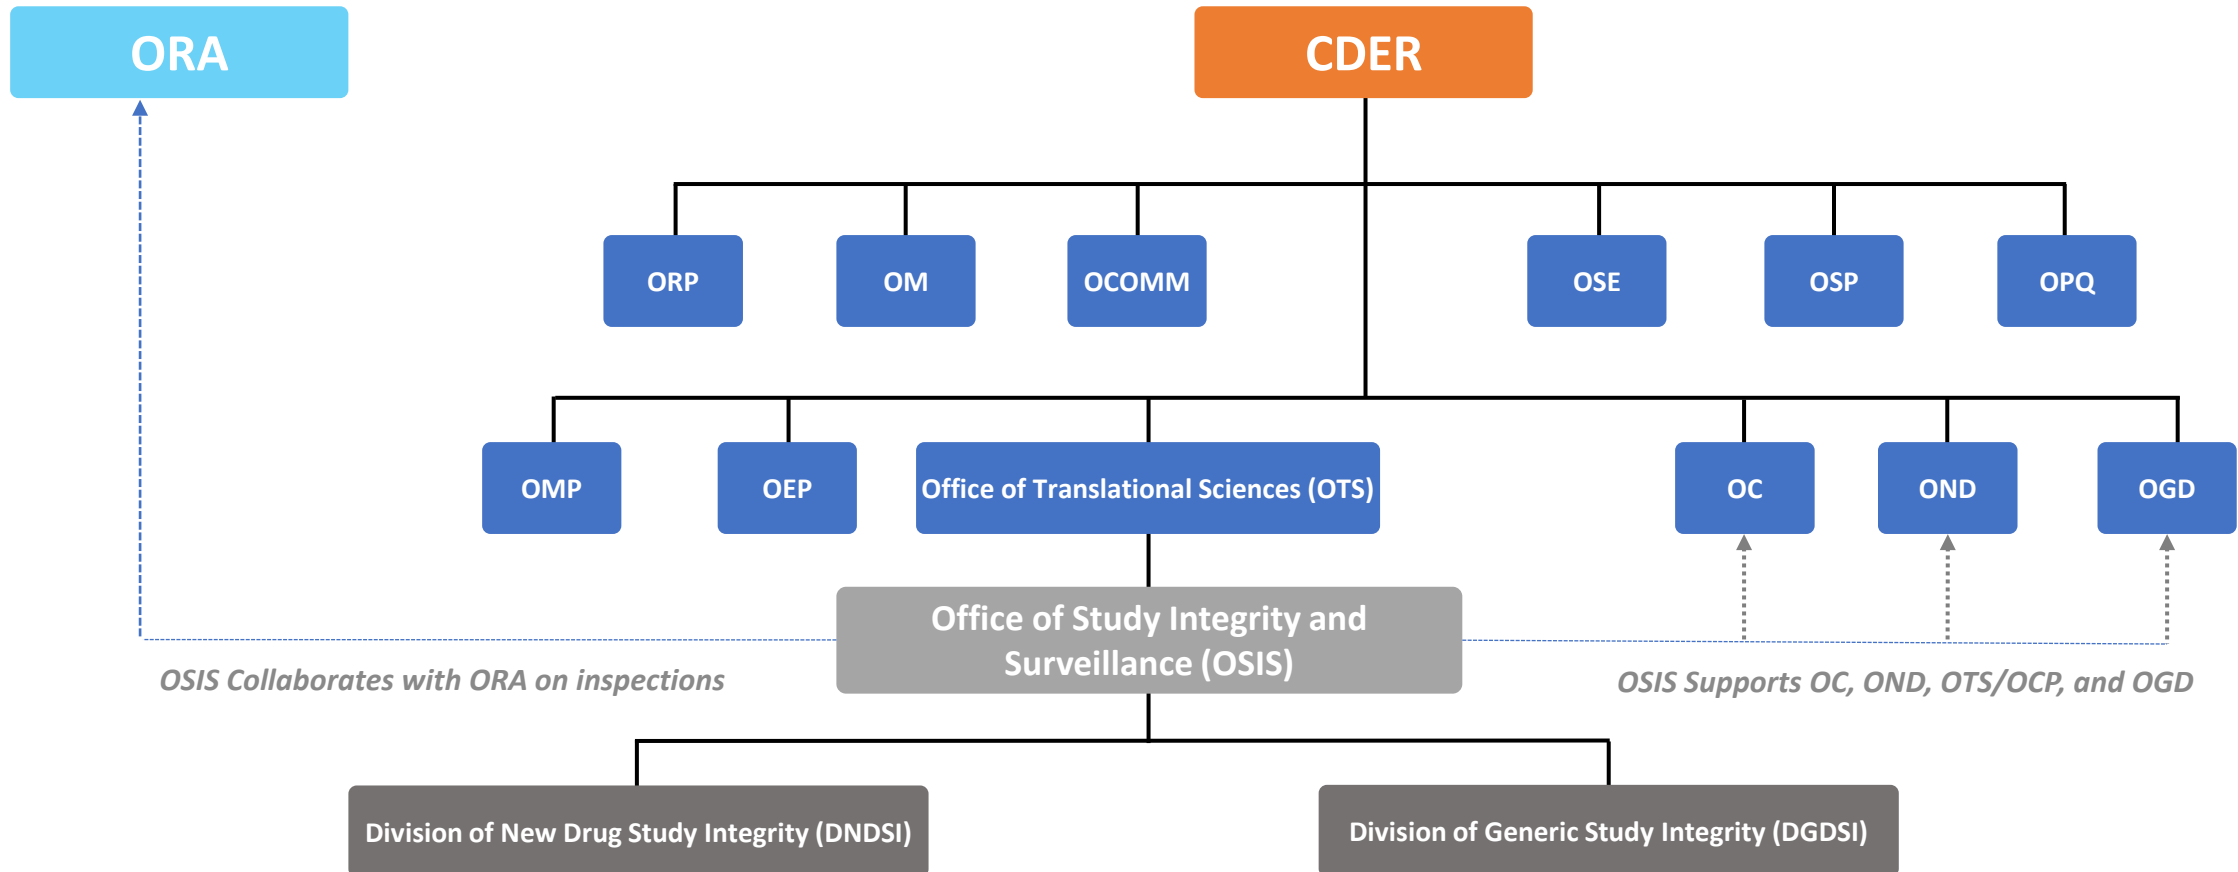 ORA
CDER
ORP
OM
OCOMM
OSE
OSP
OPQ
OMP
OEP
Office of Translational Sciences (OTS)
OC
OND
OGD
Office of Study Integrity and
Surveillance (OSIS)
OSIS Collaborates with ORA on inspections
OSIS Supports OC, OND, OTS/OCP, and OGD
Division of New Drug Study Integrity (DNDSI)
Division of Generic Study Integrity (DGDSI)